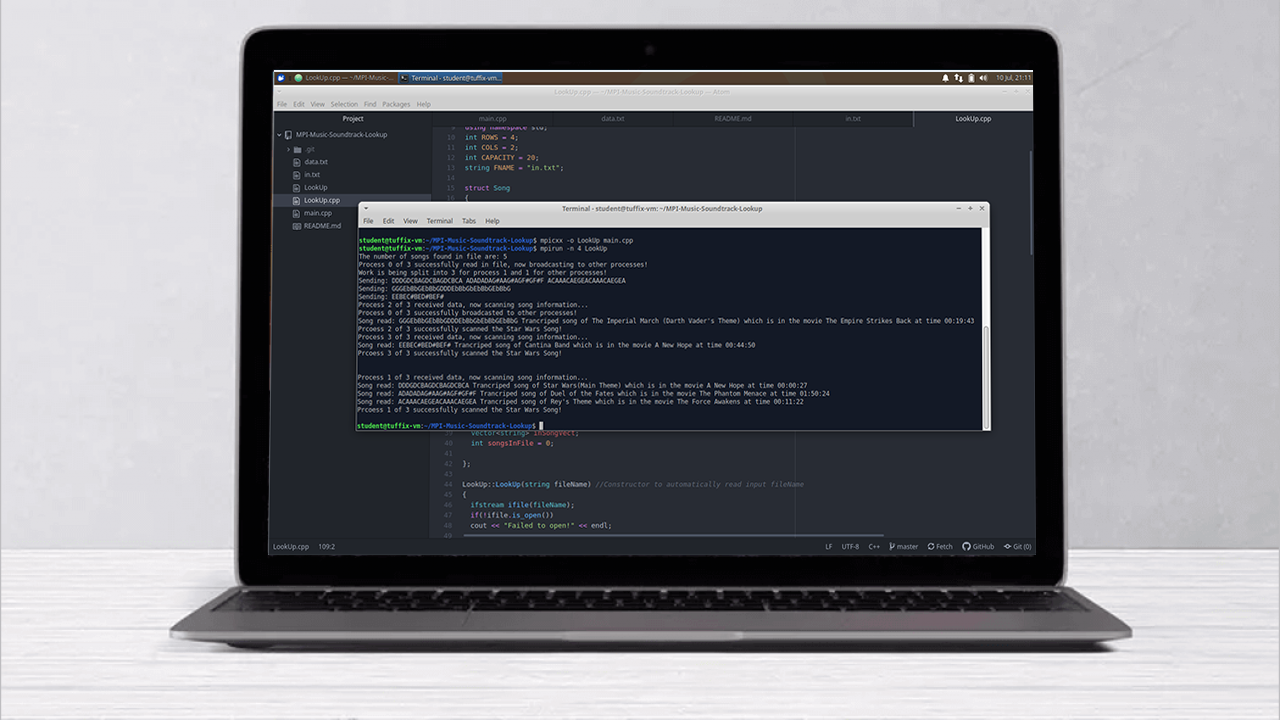 LookUp.cpp — ~/MPI-Music-...
Terminal - student@tuffix-vm...
10 Jul, 21:11
LookUp.cpp — ~/MPI-Music-Soundtrack-Lookup — Atom
File Edit View Selection Find Packages Help
Project
main.cpp
data.txt
README.md
in.txt
LookUp.cpp
MPI-Music-Soundtrack-Lookup
.git
data.txt
in.txt
LookUp
LookUp.cpp
main.cpp
README.md
9 using namespace std;
10 int ROWS = 4;
11 int COLS = 2;
12 int CAPACITY = 20;
13 string FNAME = "in.txt";
14
15 struct Song
16 {
Terminal - student@tuffix-vm: ~/MPI-Music-Soundtrack-Lookup
File Edit View Terminal Tabs Help
student@tuffix-vm:~/MPI-Music-Soundtrack-Lookup$ mpicxx -o LookUp main.cpp
student@tuffix-vm:~/MPI-Music-Soundtrack-Lookup$ mpirun -n 4 LookUp
The number of songs found in file are: 5
Process 0 of 3 successfully read in file, now broadcasting to other processes!
Work is being split into 3 for process 1 and 1 for other processes!
Sending: DDDGDCBAGDCBAGDCBCA ADADADAG#AAG#AGF#GF#F ACAAACAEGEACAAACAEGEA
Sending: GGGEbBbGEbBbGDDDEbBbGbEbBbGEbBbG
Sending: EEBEC#BED#BEF#
Process 2 of 3 received data, now scanning song information...
Process 0 of 3 successfully broadcasted to other processes!
Song read: GGGEbBbGEbBbGDDDEbBbGbEbBbGEbBbG Trancriped song of The Imperial March (Darth Vader's Theme) which is in the movie The Empire Strikes Back at time 00:19:43
Process 2 of 3 successfully scanned the Star Wars Song!
Process 3 of 3 received data, now scanning song information...
Song read: EEBEC#BED#BEF# Trancriped song of Cantina Band which is in the movie A New Hope at time 00:44:50
Process 3 of 3 successfully scanned the Star Wars Song!
Process 1 of 3 received data, now scanning song information...
Song read: DDDGDCBAGDCBAGDCBCA Trancriped song of Star Wars(Main Theme) which is in the movie A New Hope at time 00:00:27
Song read: ADADADAG#AAG#AGF#GF#F Trancriped song of Duel of the Fates which is in the movie The Phantom Menace at time 01:50:24
Song read: ACAAACAEGEACAAACAEGEA Trancriped song of Rey's Theme which is in the movie The Force Awakens at time 00:11:22
Process 1 of 3 successfully scanned the Star Wars Song!
student@tuffix-vm:~/MPI-Music-Soundtrack-Lookup$
39 vector<string> inSongVect;
40 int songsInFile = 0;
41
42 };
43
44 LookUp::LookUp(string fileName) //Constructor to automatically read input fileName
45 {
46 ifstream ifile(fileName);
47 if(!ifile.is_open())
48 cout << "Failed to open!" << endl;
49
LookUp.cpp 109:2
LF UTF-8 C++ master Fetch GitHub Git (0)